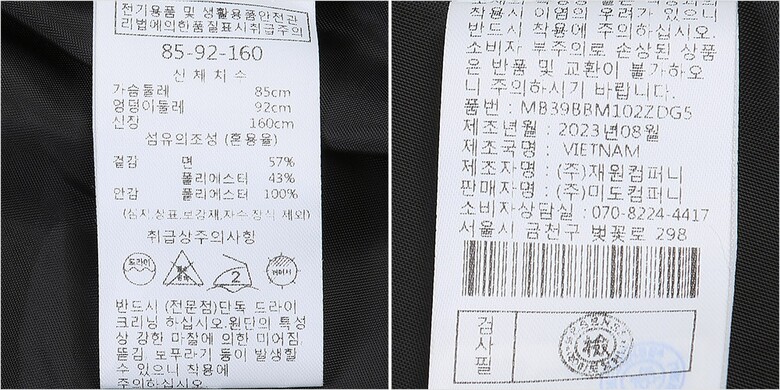 전기용품 및 생활용품안전관
리법에의한품질표시취급주의
85-92-160
신 체 치 수
가슴둘레 85cm
엉덩이둘레 92cm
신장 160cm
섬유의조성 (혼용율)
겉감 면 57%
폴리에스터 43%
안감 폴리에스터 100%
(심지,상표,보강재,자수,장식 제외)
취급상주의사항
드라이
2
반드시 (전문점)단독 드라이
크리닝 하십시오.원단의 특성
상 강한 마찰에 의한 미어짐,
뜯김, 보푸라기 등이 발생할
수 있으니 착용에
주의하십시오.
착용시 이염의 우려가 있으니
반드시 착용에 주의하십시오.
소비자 부주의로 손상된 상품
은 반품 및 교환이 불가하오
니 주의하시기 바랍니다.
품번 : MB39BBM102ZDG5
제조년월 : 2023년08월
제조국명 : VIETNAM
제조자명 : (주)재원컴퍼니
판매자명 : (주)미도컴퍼니
소비자상담실 : 070-8224-4417
서울시 금천구 벚꽃로 298
검
사
필
檢